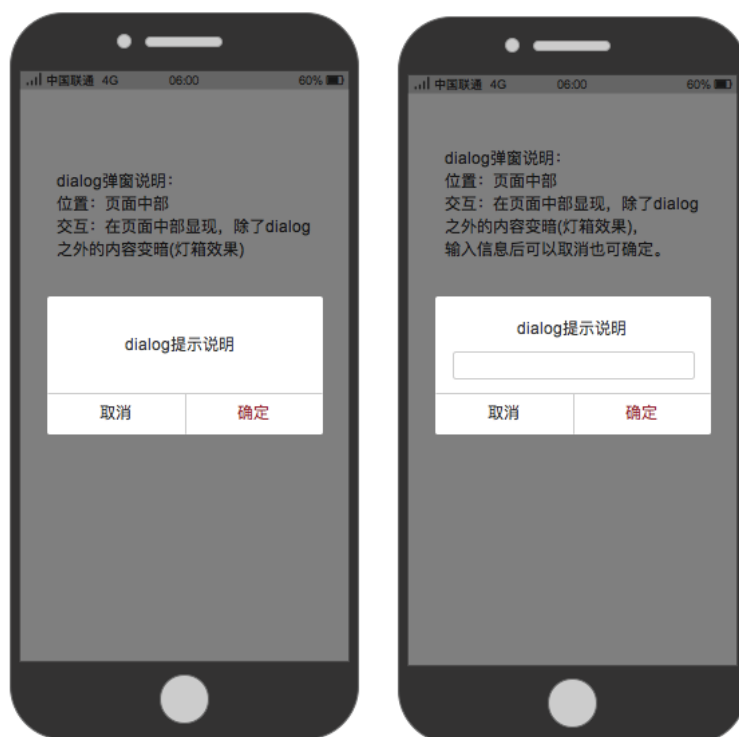 中国联通 4G 06:00 60%
dialog弹窗说明：
位置：页面中部
交互：在页面中部显现，除了dialog
之外的内容变暗(灯箱效果)
dialog提示说明
取消 确定
中国联通 4G 06:00 60%
dialog弹窗说明：
位置：页面中部
交互：在页面中部显现，除了dialog
之外的内容变暗(灯箱效果)，
输入信息后可以取消也可确定。
dialog提示说明
取消 确定